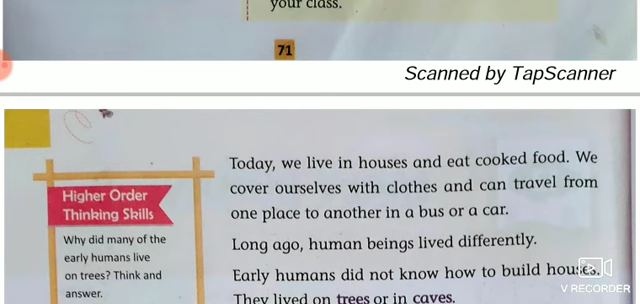 your class.
71
Scanned by TapScanner
Higher Order
Thinking Skills
Why did many of the
early humans live
on trees? Think and
answer.
Today, we live in houses and eat cooked food. We
cover ourselves with clothes and can travel from
one place to another in a bus or a car.
Long ago, human beings lived differently.
Early humans did not know how to build houses.
They lived on trees or in caves.
V RECORDER